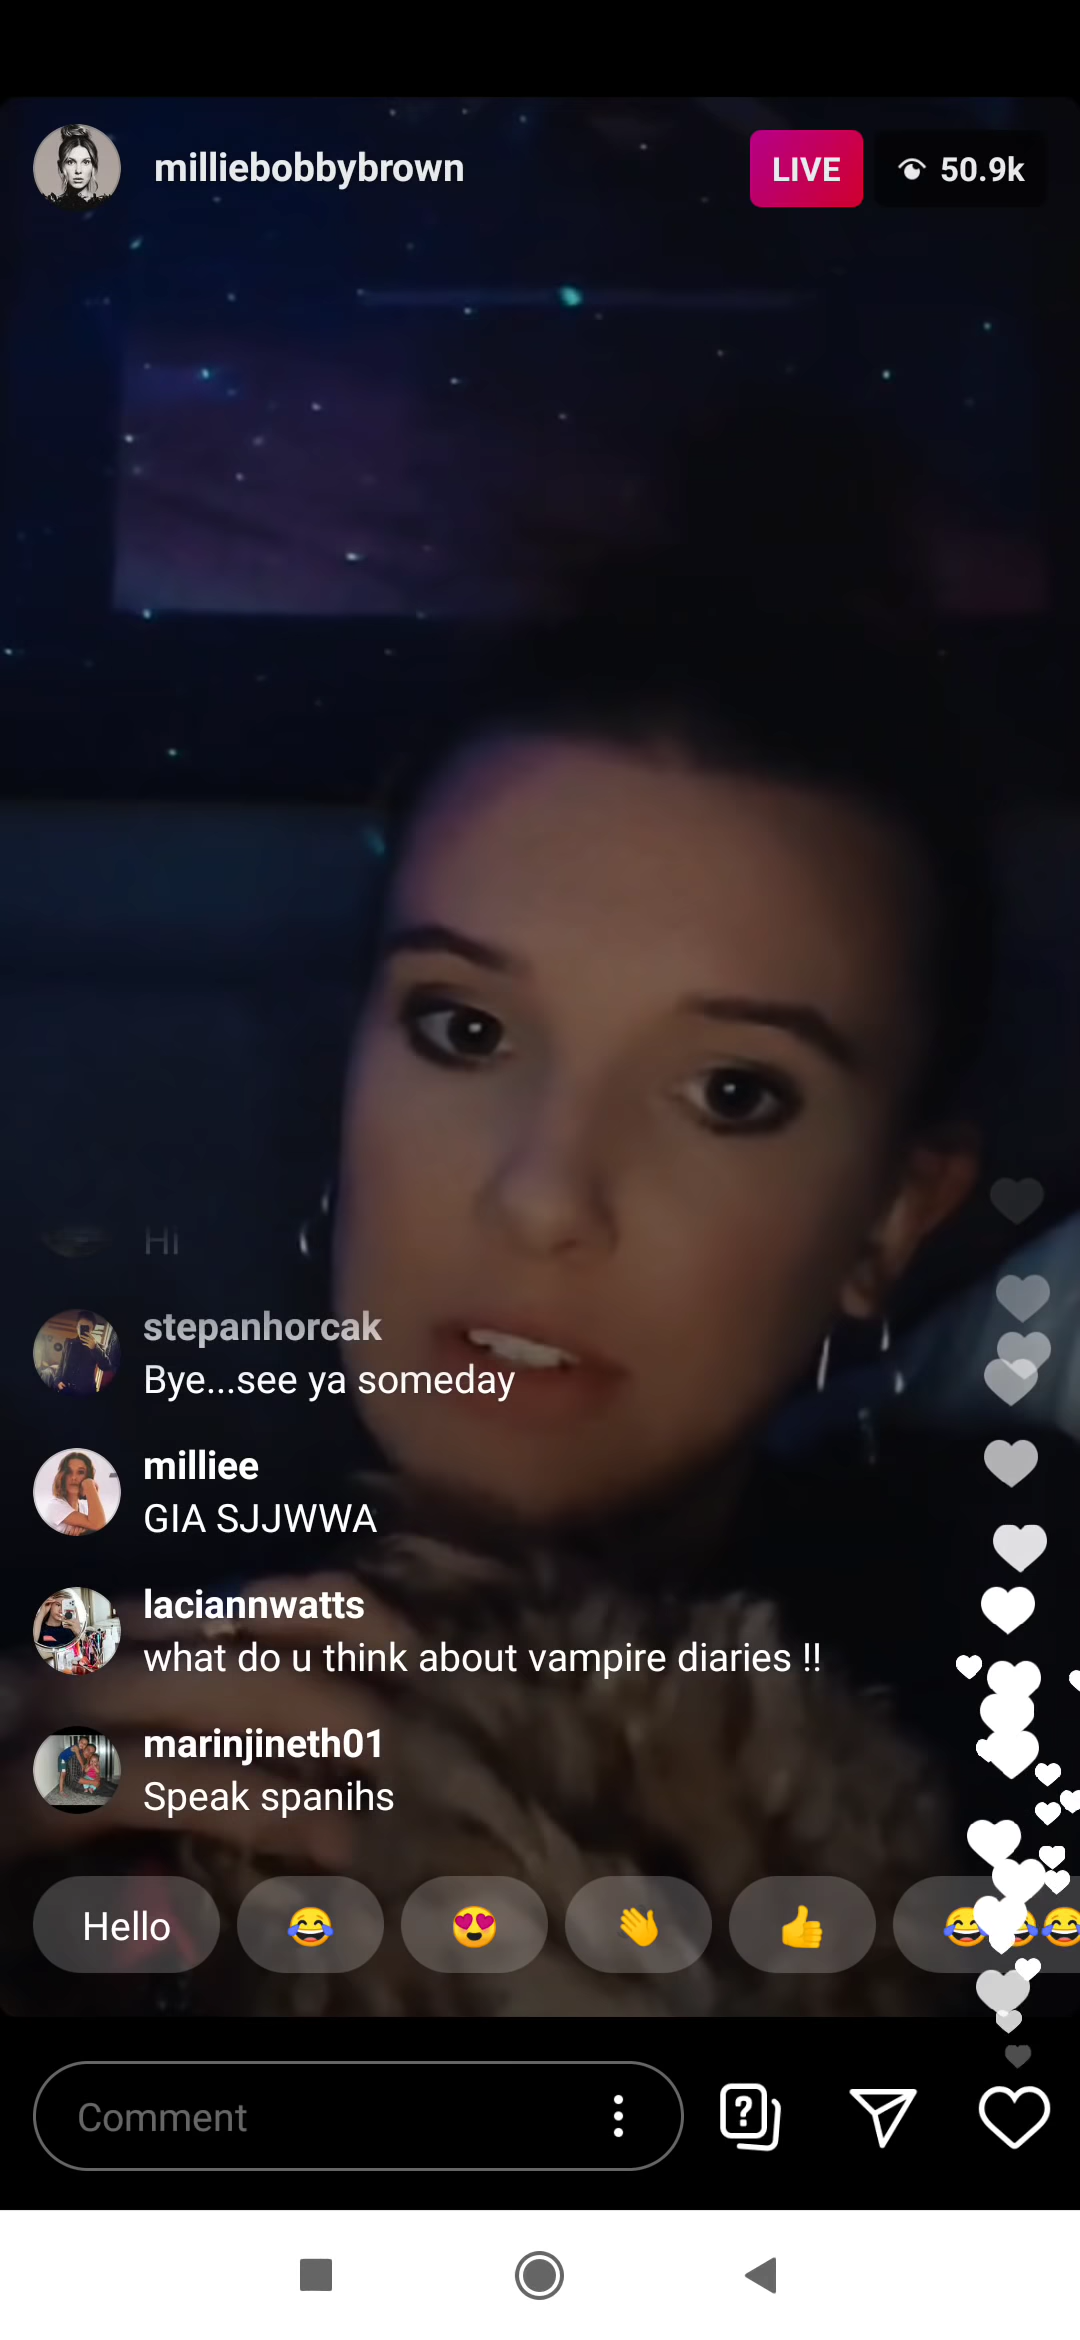 milliebobbybrown
LIVE
50.9k
Hi
stepanhorcak
Bye...see ya someday
milliee
GIA SJJWWA
laciannwatts
what do u think about vampire diaries !!
marinjineth01
Speak spanihs
Hello 😂 😍 👋 👍 😂😂😂
Comment
?